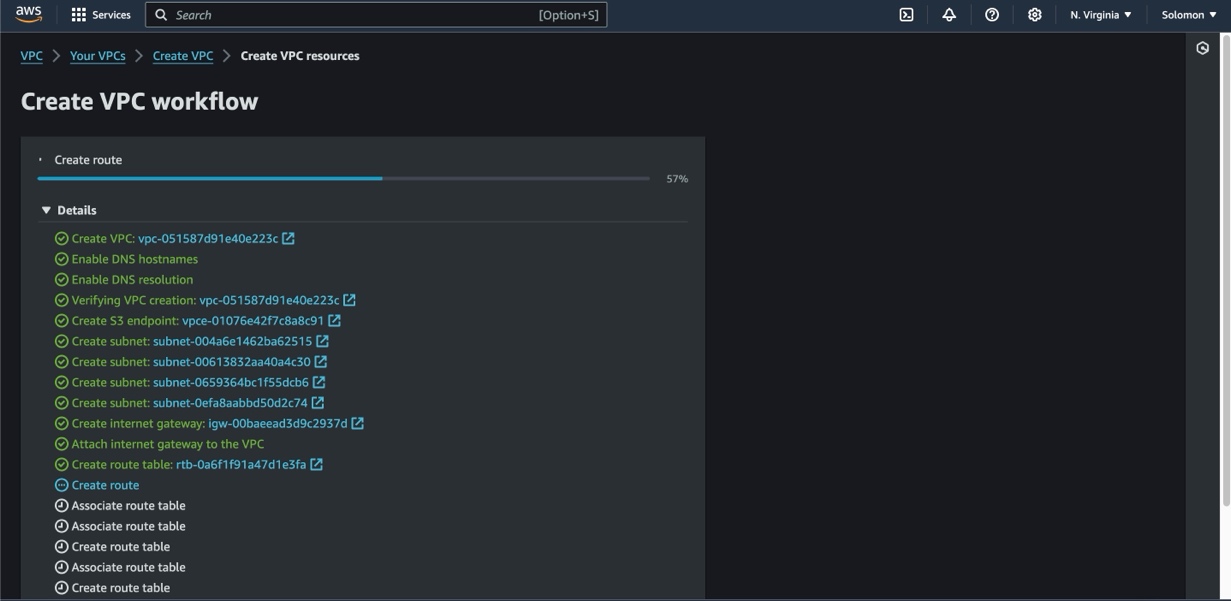 aws Services Search [Option+S] N. Virginia Solomon
VPC Your VPCs Create VPC Create VPC resources
Create VPC workflow
Create route
57%
Details
Create VPC: vpc-051587d91e40e223c
Enable DNS hostnames
Enable DNS resolution
Verifying VPC creation: vpc-051587d91e40e223c
Create S3 endpoint: vpce-01076e42f7c8a8c91
Create subnet: subnet-004a6e1462ba62515
Create subnet: subnet-00613832aa40a4c30
Create subnet: subnet-0659364bc1f55dcb6
Create subnet: subnet-0efa8aabbd50d2c74
Create internet gateway: igw-00baeead3d9c2937d
Attach internet gateway to the VPC
Create route table: rtb-0a6f1f91a47d1e3fa
Create route
Associate route table
Associate route table
Create route table
Associate route table
Create route table